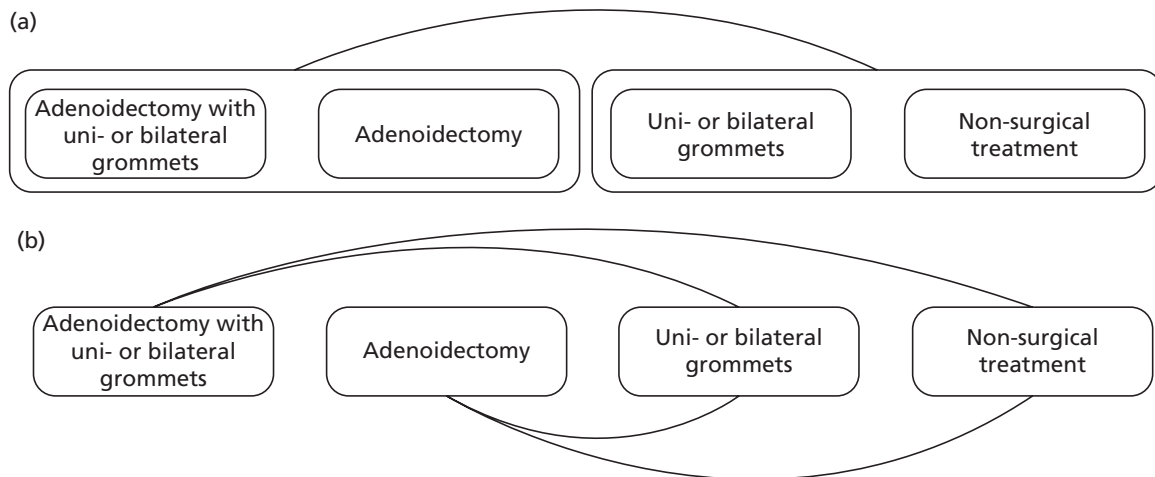 (a)
Adenoidectomy with
uni- or bilateral
grommets
Adenoidectomy
Uni- or bilateral
grommets
Non-surgical
treatment
(b)
Adenoidectomy with
uni- or bilateral
grommets
Adenoidectomy
Uni- or bilateral
grommets
Non-surgical
treatment